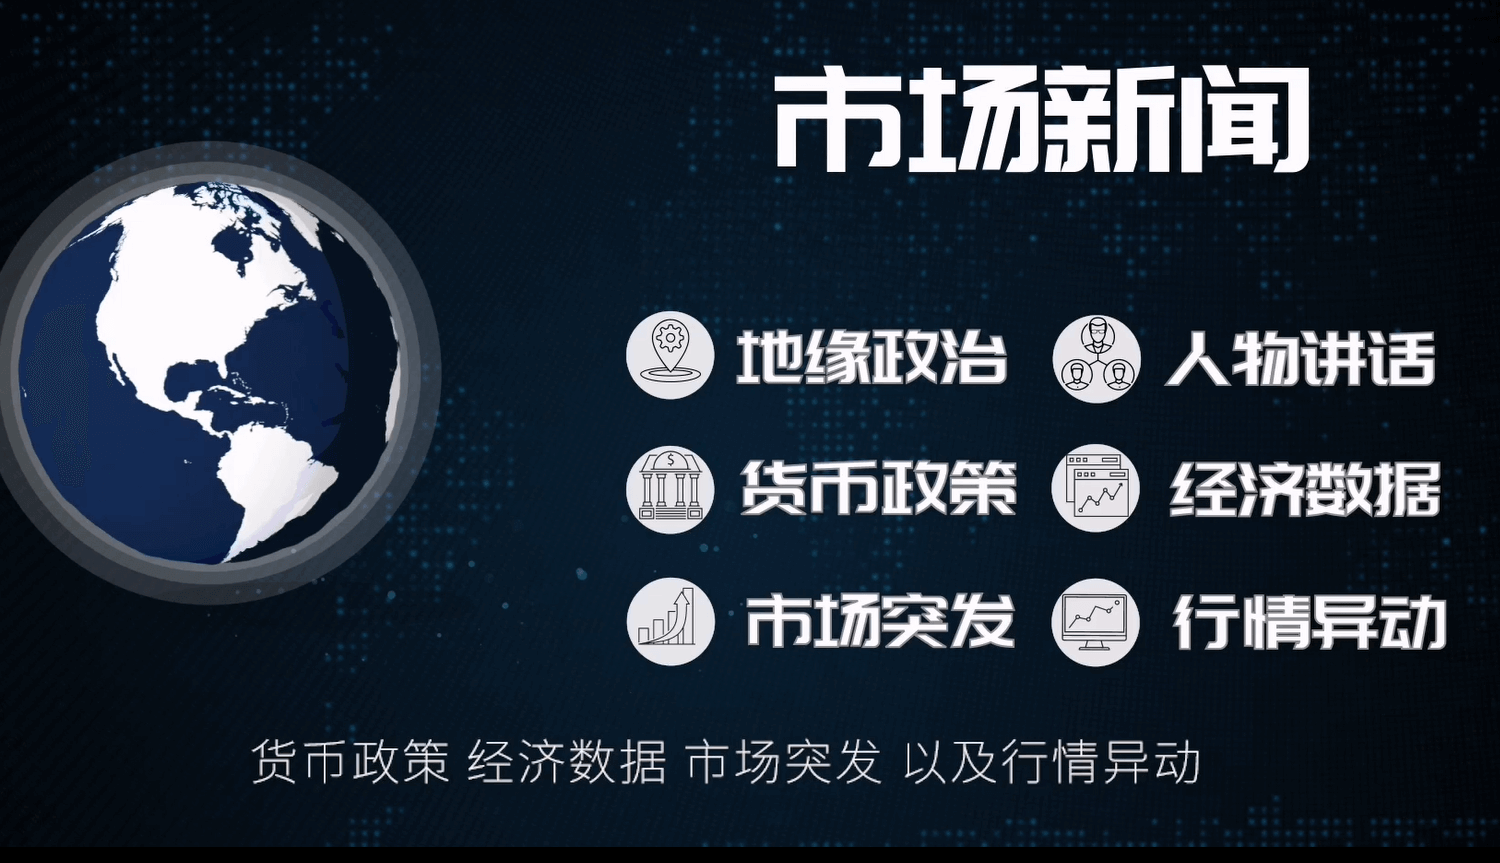 市场新闻
地缘政治 人物讲话
货币政策 经济数据
市场突发 行情异动
货币政策 经济数据 市场突发 以及行情异动